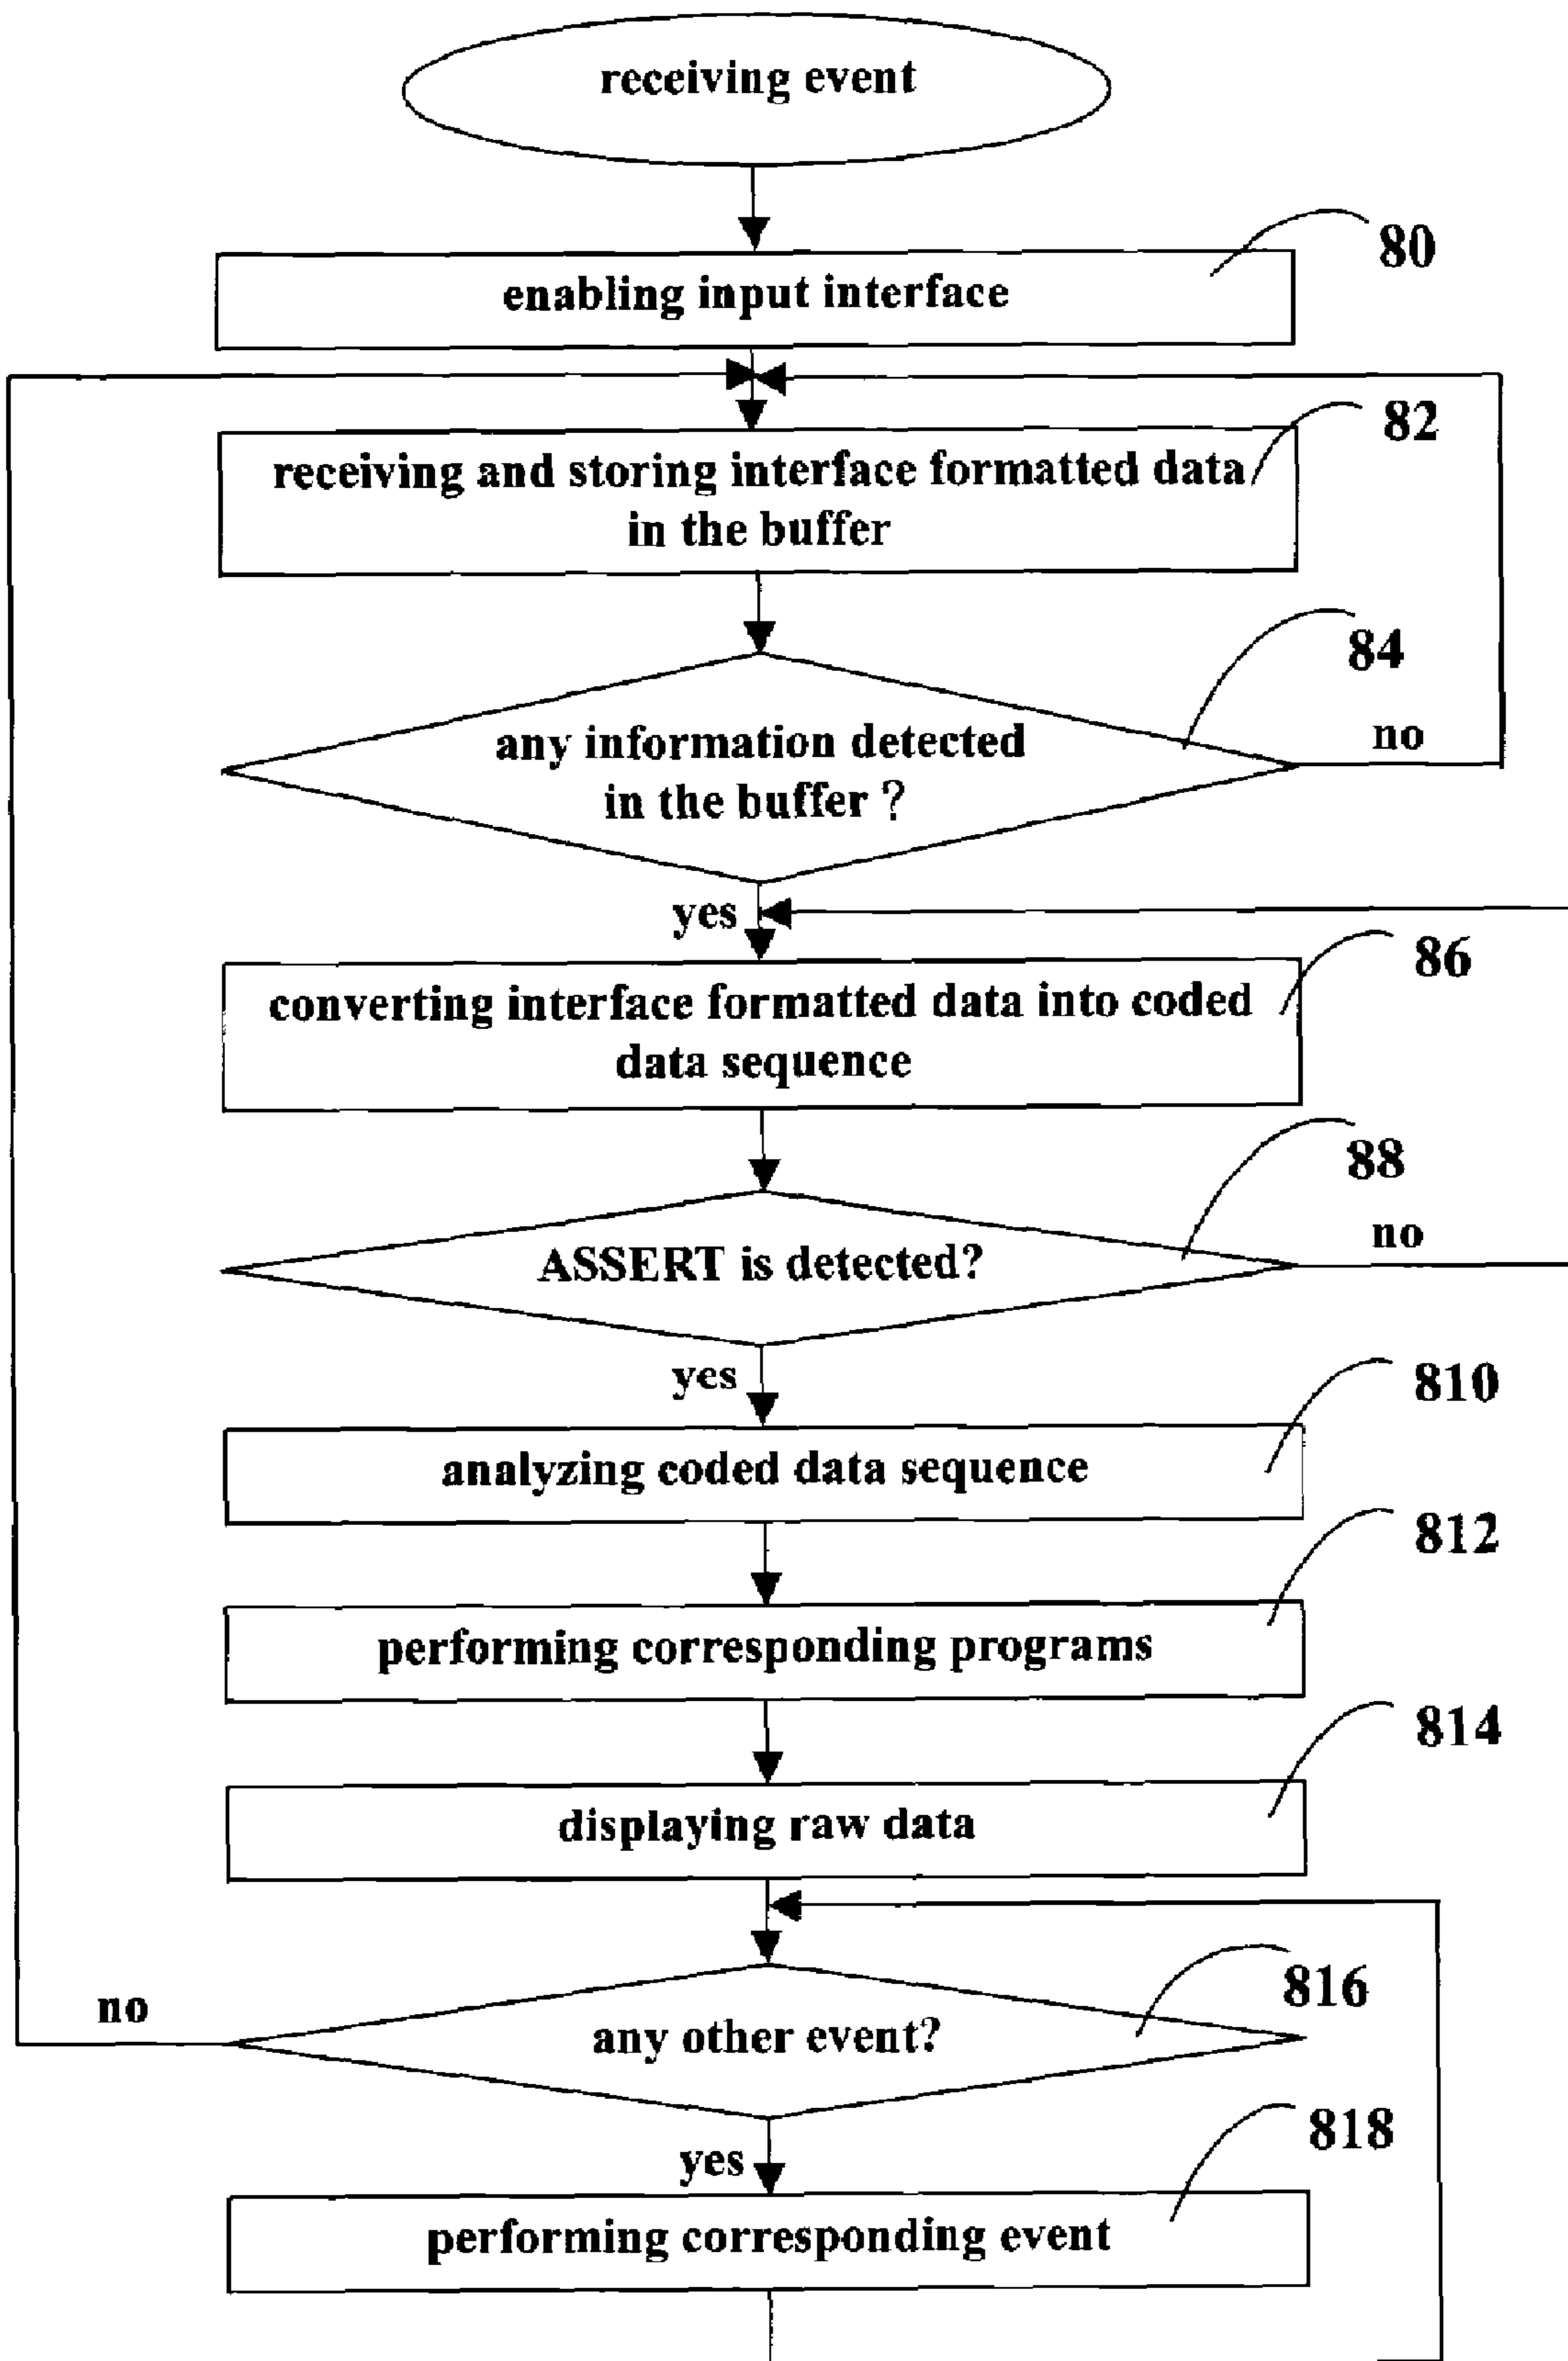 receiving event
80
enabling input interface
82
receiving and storing interface formatted data
in the buffer
84
any information detected
in the buffer ?
no
yes
86
converting interface formatted data into coded
data sequence
88
ASSERT is detected?
no
yes
810
analyzing coded data sequence
812
performing corresponding programs
814
displaying raw data
816
any other event?
no
yes
818
performing corresponding event